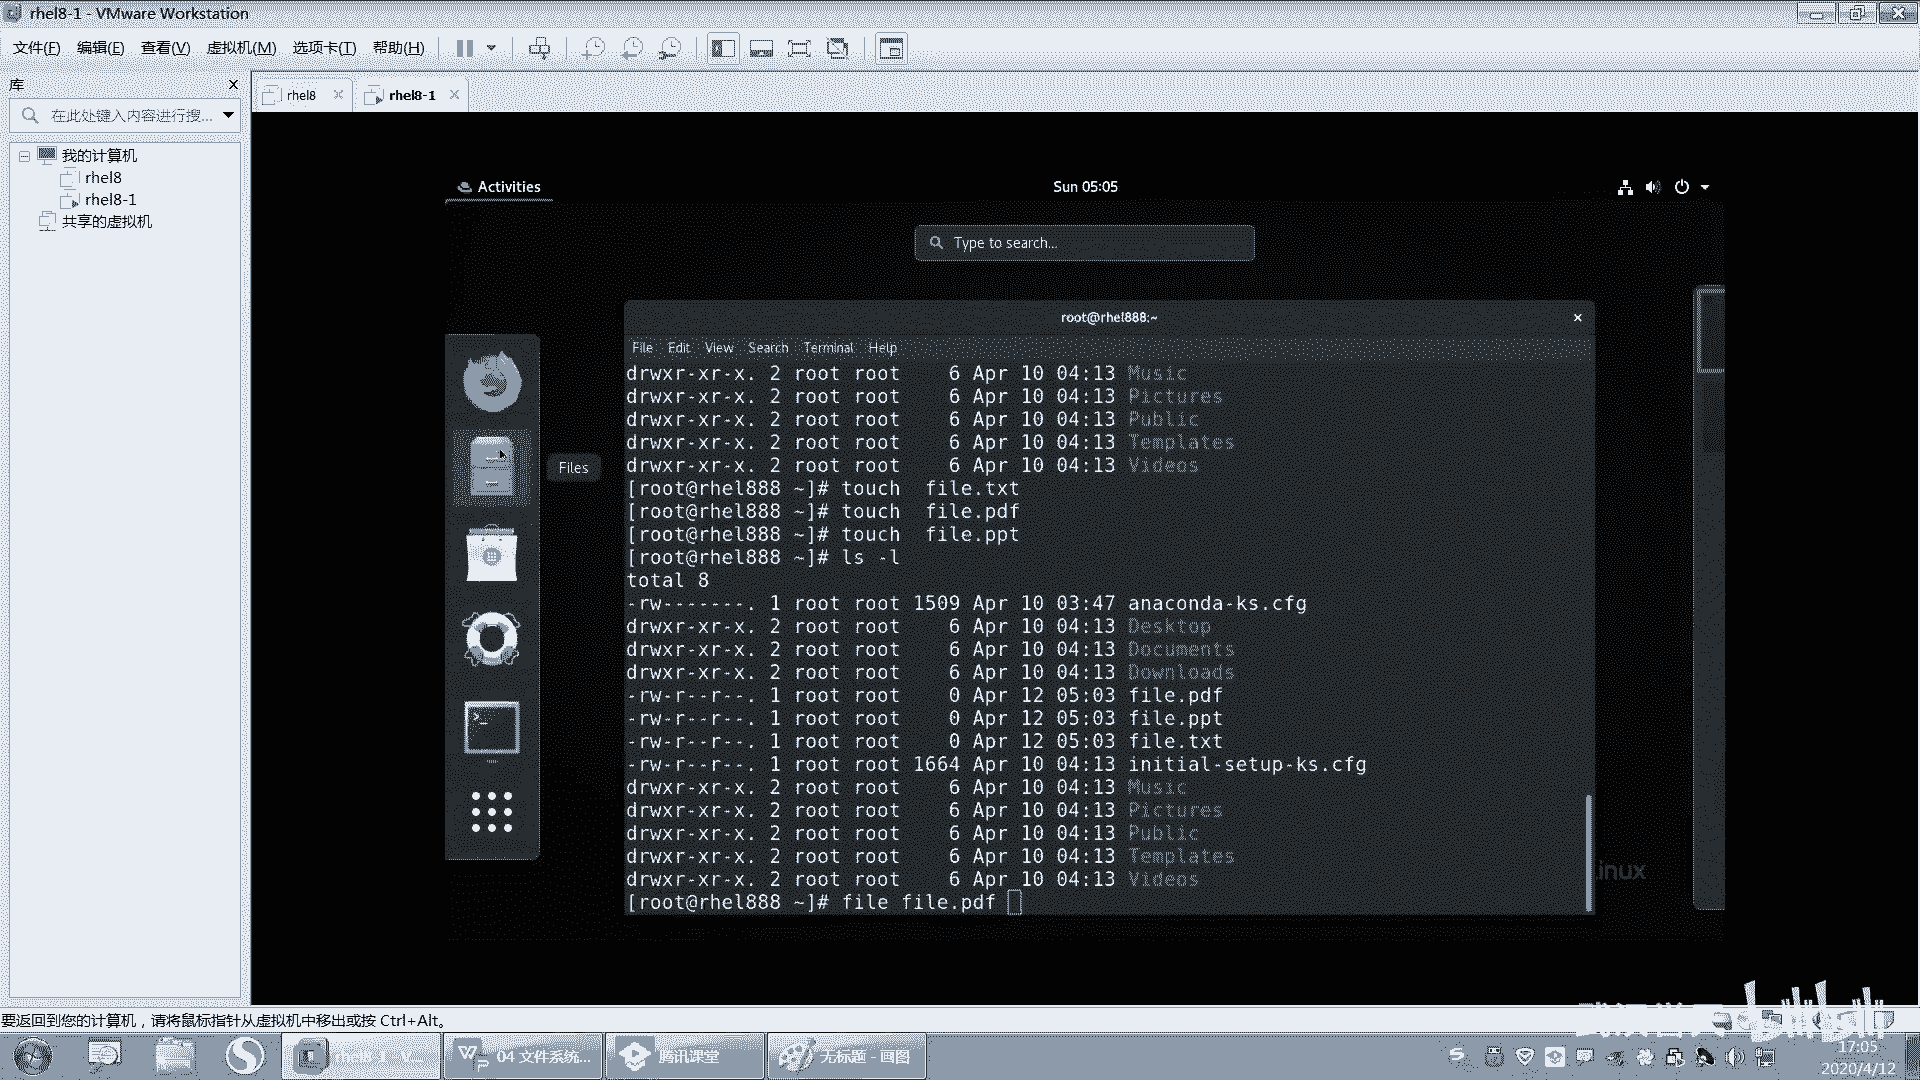 rhel8-1 - VMware Workstation
文件(F) 编辑(E) 查看(V) 虚拟机(M) 选项卡(T) 帮助(H)
库
rhel8
rhel8-1
在此处键入内容进行搜...
我的计算机
rhel8
rhel8-1
共享的虚拟机
Activities
Sun 05:05
Type to search...
root@rhel888:~
File Edit View Search Terminal Help
Files
drwxr-xr-x. 2 root root 6 Apr 10 04:13 Music
drwxr-xr-x. 2 root root 6 Apr 10 04:13 Pictures
drwxr-xr-x. 2 root root 6 Apr 10 04:13 Public
drwxr-xr-x. 2 root root 6 Apr 10 04:13 Templates
drwxr-xr-x. 2 root root 6 Apr 10 04:13 Videos
[root@rhel888 ~]# touch  file.txt
[root@rhel888 ~]# touch  file.pdf
[root@rhel888 ~]# touch  file.ppt
[root@rhel888 ~]# ls -l
total 8
-rw-------. 1 root root 1509 Apr 10 03:47 anaconda-ks.cfg
drwxr-xr-x. 2 root root 6 Apr 10 04:13 Desktop
drwxr-xr-x. 2 root root 6 Apr 10 04:13 Documents
drwxr-xr-x. 2 root root 6 Apr 10 04:13 Downloads
-rw-r--r--. 1 root root 0 Apr 12 05:03 file.pdf
-rw-r--r--. 1 root root 0 Apr 12 05:03 file.ppt
-rw-r--r--. 1 root root 0 Apr 12 05:03 file.txt
-rw-r--r--. 1 root root 1664 Apr 10 04:13 initial-setup-ks.cfg
drwxr-xr-x. 2 root root 6 Apr 10 04:13 Music
drwxr-xr-x. 2 root root 6 Apr 10 04:13 Pictures
drwxr-xr-x. 2 root root 6 Apr 10 04:13 Public
drwxr-xr-x. 2 root root 6 Apr 10 04:13 Templates
drwxr-xr-x. 2 root root 6 Apr 10 04:13 Videos
[root@rhel888 ~]# file file.pdf
要返回到您的计算机，请将鼠标指针从虚拟机中移出或按 Ctrl+Alt。
rhel8-1 - V...
04 文件系统...
腾讯课堂
无标题 - 画图
17:05
2020/4/12